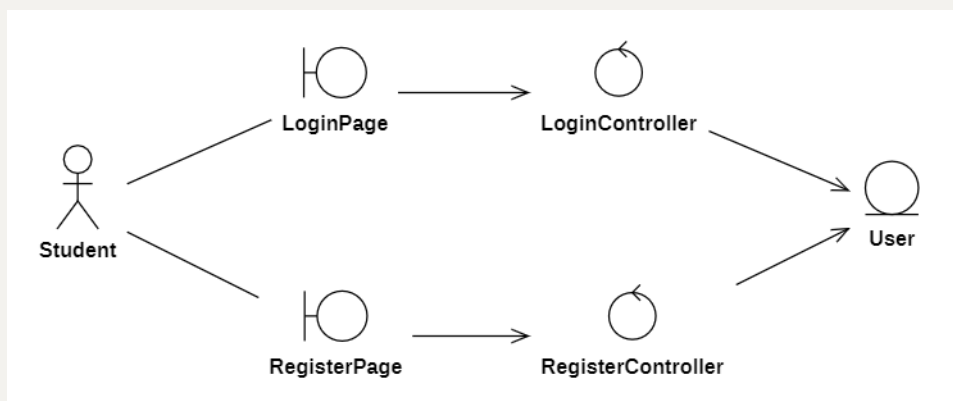 LoginPage
LoginController
Student
User
RegisterPage
RegisterController